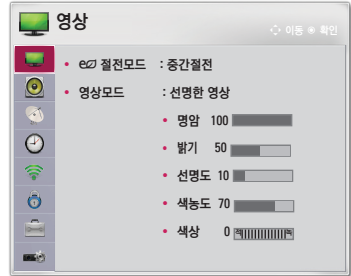 영상
이동 ◉ 확인
• eco 절전모드 : 중간절전
• 영상모드 : 선명한 영상
• 명암 100
• 밝기 50
• 선명도 10
• 색농도 70
• 색상 0